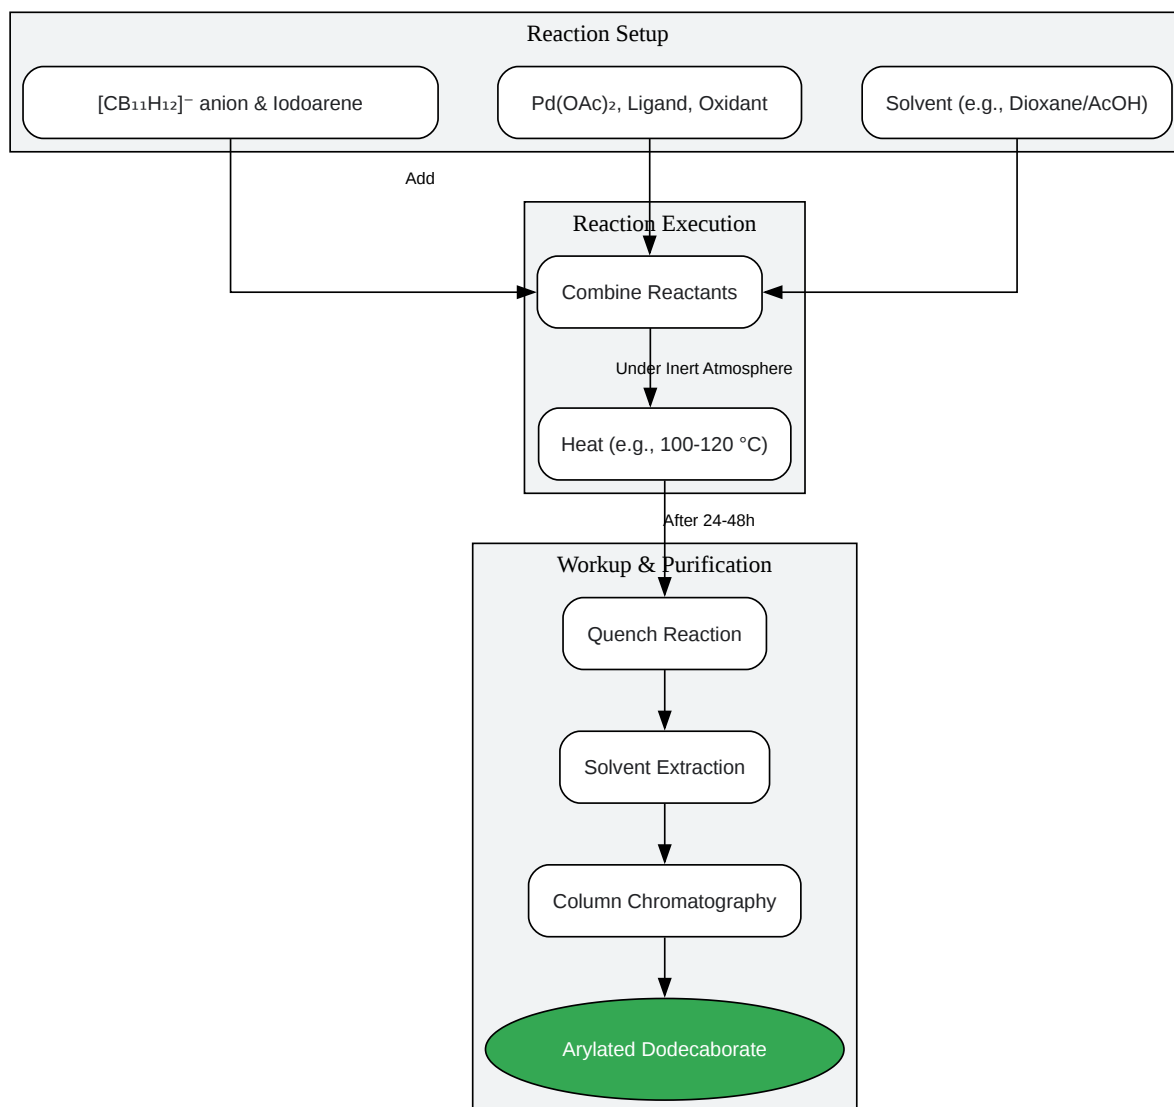 Reaction Setup
[CB₁₁H₁₂]⁻ anion & Iodoarene
Pd(OAc)₂, Ligand, Oxidant
Solvent (e.g., Dioxane/AcOH)
Add
Reaction Execution
Combine Reactants
Under Inert Atmosphere
Heat (e.g., 100-120 °C)
After 24-48h
Workup & Purification
Quench Reaction
Solvent Extraction
Column Chromatography
Arylated Dodecaborate